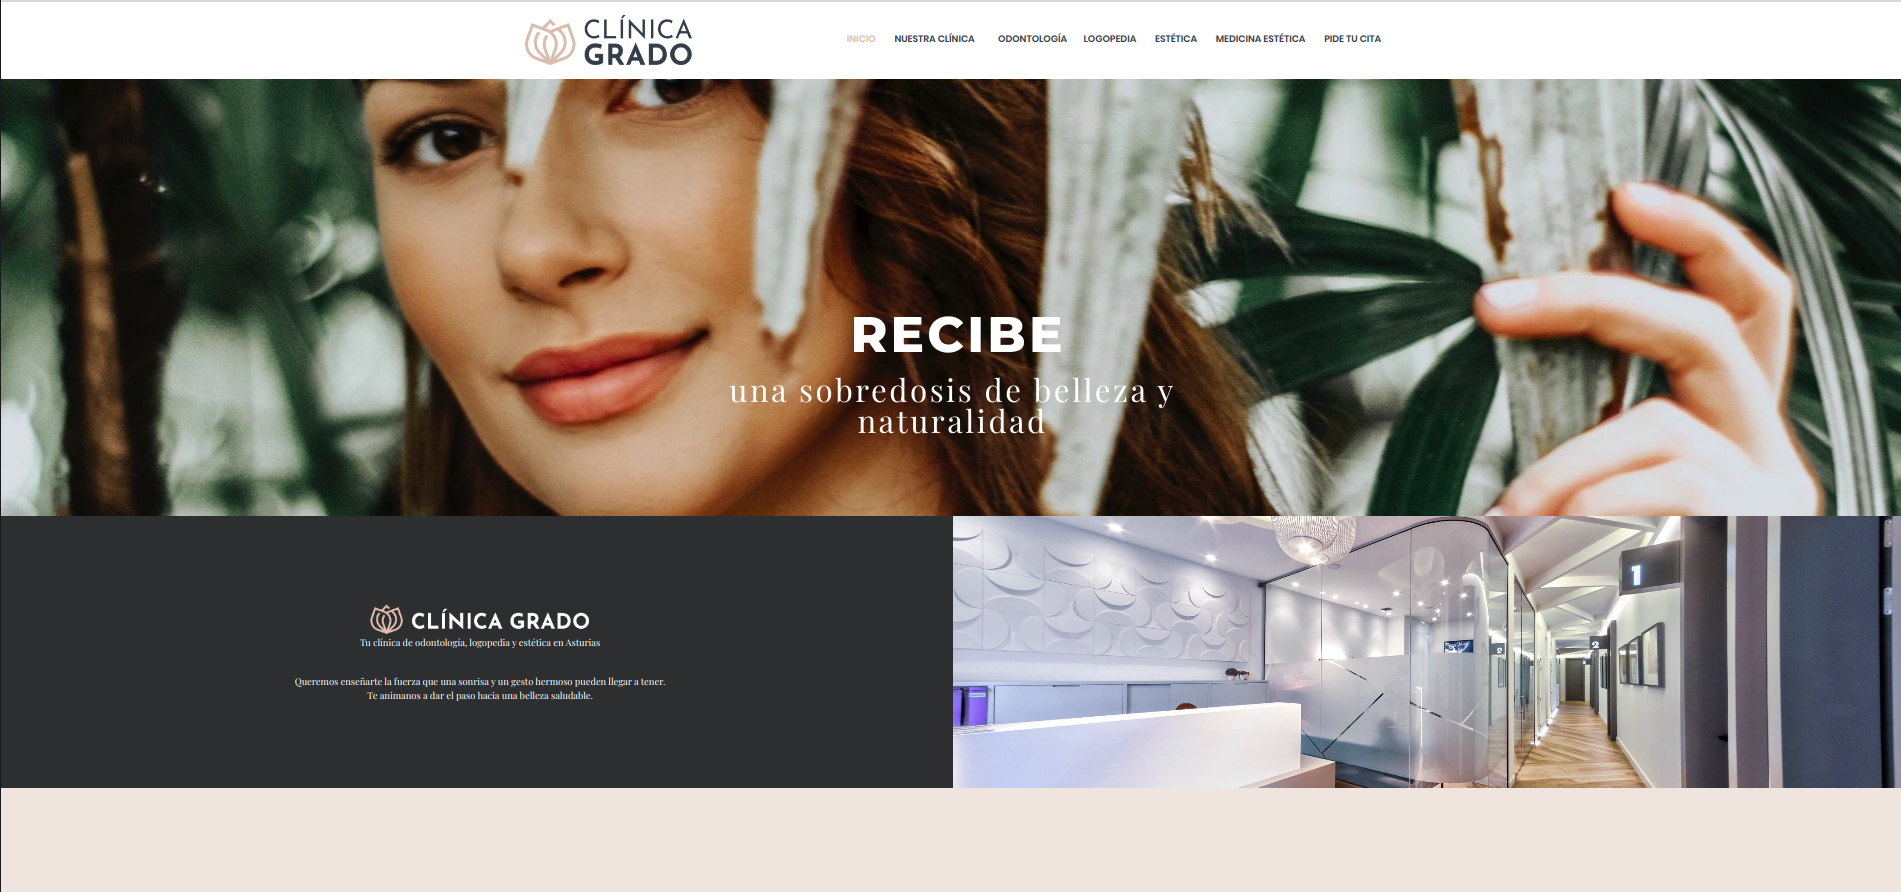 CLÍNICA
GRADO
INICIO NUESTRA CLÍNICA ODONTOLOGÍA LOGOPEDIA ESTÉTICA MEDICINA ESTÉTICA PIDE TU CITA
RECIBE
una sobredosis de belleza y
naturalidad
CLÍNICA GRADO
Tu clínica de odontología, logopedia y estética en Asturias
Queremos enseñarte la fuerza que una sonrisa y un gesto hermoso pueden llegar a tener.
Te animanos a dar el paso hacia una belleza saludable.
1
2